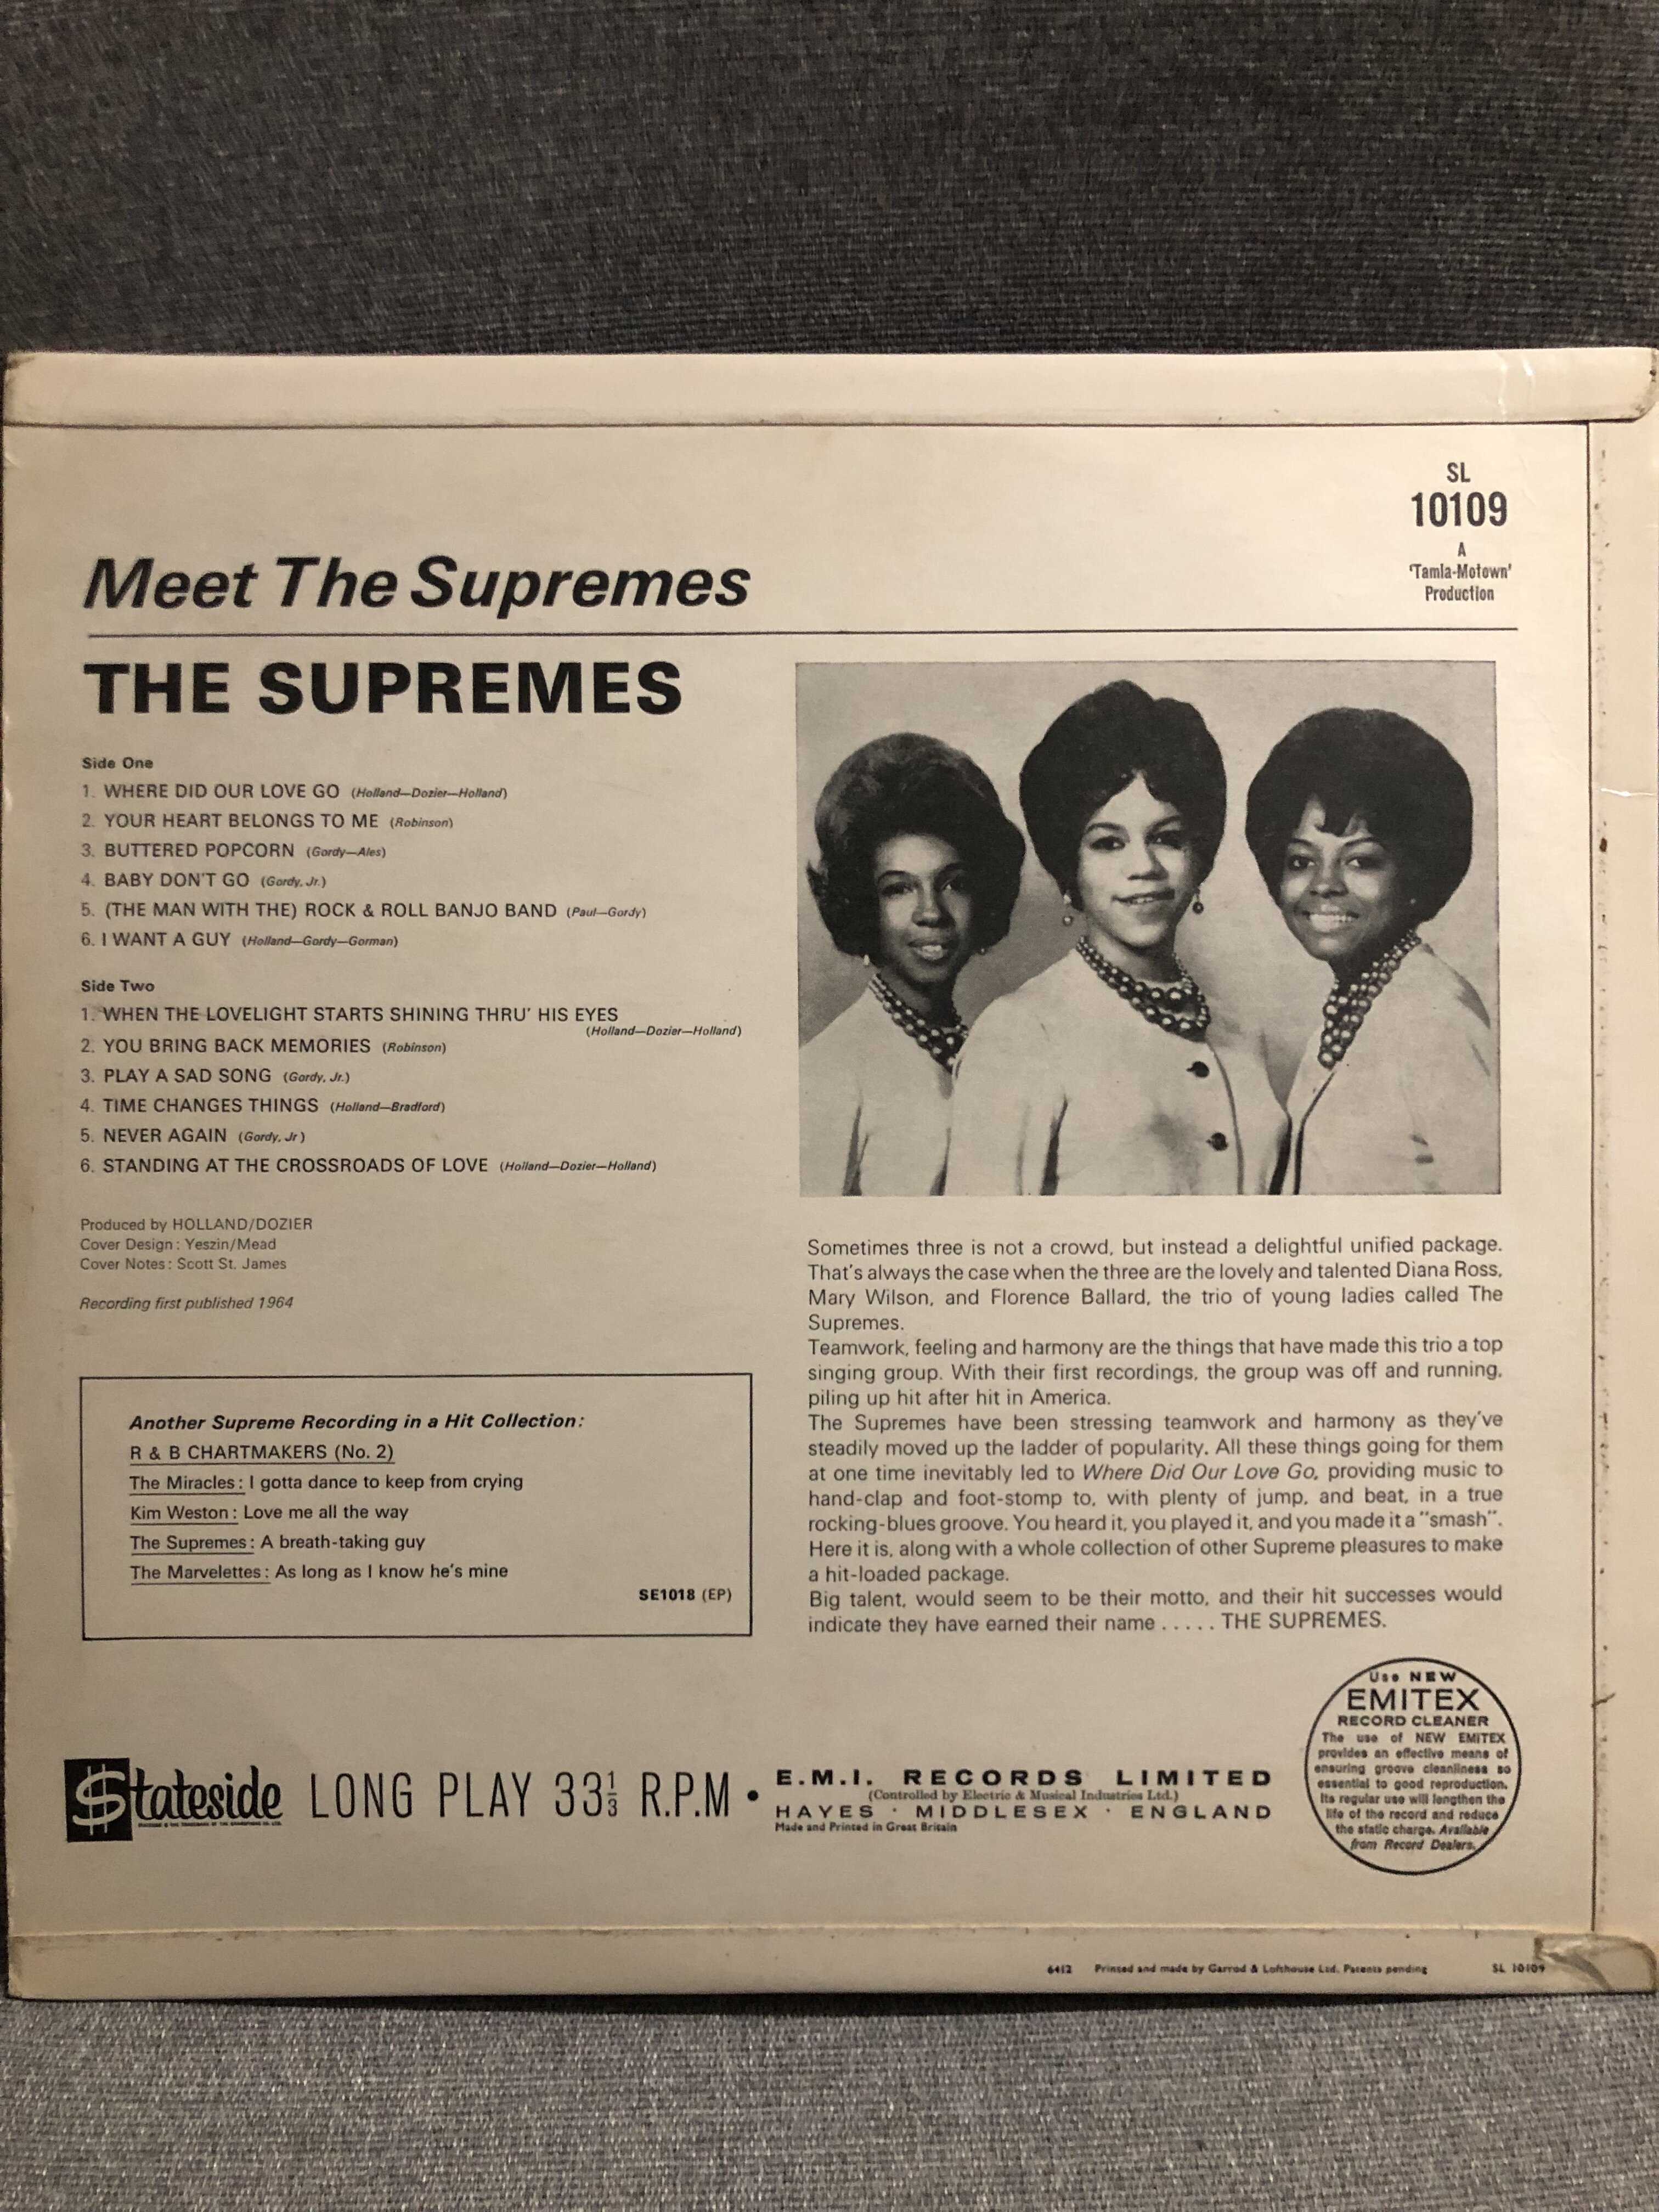 SL
10109
A
'Tamla-Motown'
Production
Meet The Supremes
THE SUPREMES
Side One
1. WHERE DID OUR LOVE GO (Holland—Dozier—Holland)
2. YOUR HEART BELONGS TO ME (Robinson)
3. BUTTERED POPCORN (Gordy—Ales)
4. BABY DON'T GO (Gordy, Jr.)
5. (THE MAN WITH THE) ROCK & ROLL BANJO BAND (Paul—Gordy)
6. I WANT A GUY (Holland—Gordy—Gorman)
Side Two
1. WHEN THE LOVELIGHT STARTS SHINING THRU' HIS EYES
(Holland—Dozier—Holland)
2. YOU BRING BACK MEMORIES (Robinson)
3. PLAY A SAD SONG (Gordy, Jr.)
4. TIME CHANGES THINGS (Holland—Bradford)
5. NEVER AGAIN (Gordy, Jr)
6. STANDING AT THE CROSSROADS OF LOVE (Holland—Dozier—Holland)
Produced by HOLLAND/DOZIER
Cover Design: Yeszin/Mead
Cover Notes: Scott St. James
Recording first published 1964
Another Supreme Recording in a Hit Collection:
R & B CHARTMAKERS (No. 2)
The Miracles: I gotta dance to keep from crying
Kim Weston: Love me all the way
The Supremes: A breath-taking guy
The Marvelettes: As long as I know he's mine
SE1018 (EP)
Sometimes three is not a crowd, but instead a delightful unified package.
That's always the case when the three are the lovely and talented Diana Ross,
Mary Wilson, and Florence Ballard, the trio of young ladies called The
Supremes.
Teamwork, feeling and harmony are the things that have made this trio a top
singing group. With their first recordings, the group was off and running,
piling up hit after hit in America.
The Supremes have been stressing teamwork and harmony as they've
steadily moved up the ladder of popularity. All these things going for them
at one time inevitably led to Where Did Our Love Go, providing music to
hand-clap and foot-stomp to, with plenty of jump, and beat, in a true
rocking-blues groove. You heard it, you played it, and you made it a "smash".
Here it is, along with a whole collection of other Supreme pleasures to make
a hit-loaded package.
Big talent, would seem to be their motto, and their hit successes would
indicate they have earned their name ..... THE SUPREMES.
Stateside LONG PLAY 33⅓ R.P.M •
E.M.I. RECORDS LIMITED
(Controlled by Electric & Musical Industries Ltd.)
HAYES · MIDDLESEX · ENGLAND
Made and Printed in Great Britain
Use NEW
EMITEX
RECORD CLEANER
The use of NEW EMITEX
provides an effective means of
ensuring groove cleanliness so
essential to good reproduction.
Its regular use will lengthen the
life of the record and reduce
the static charge. Available
from Record Dealers.
6412 Printed and made by Garrod & Lofthouse Ltd. Patents pending SL 10109